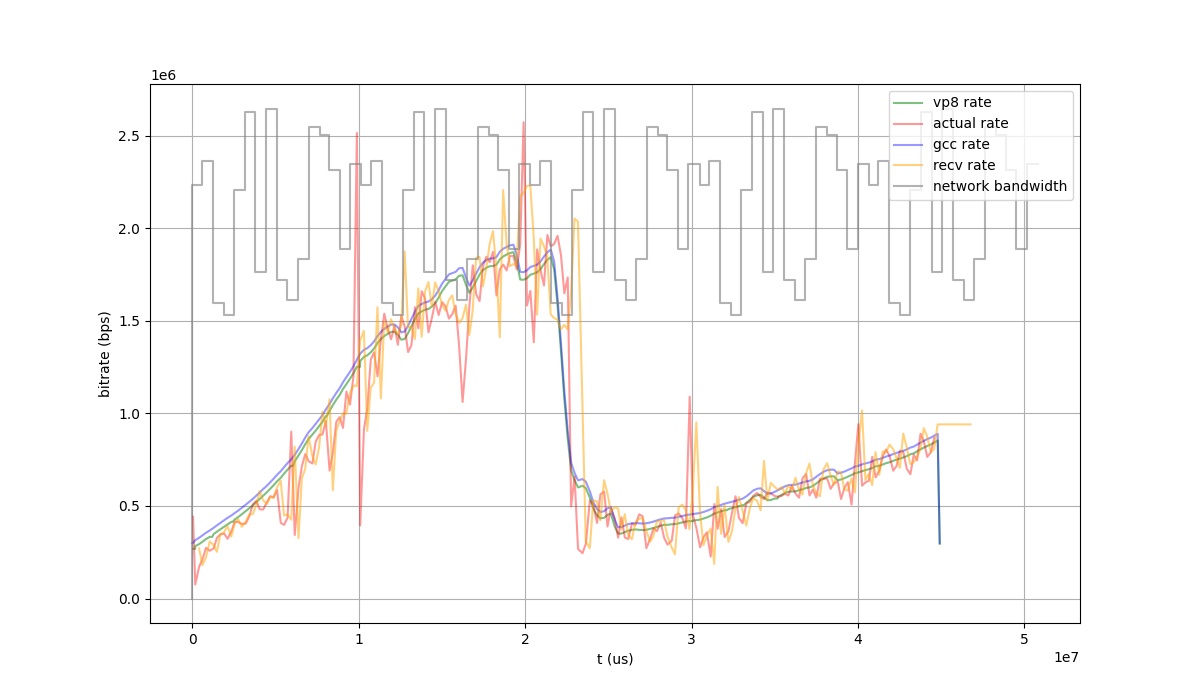 1e6
vp8 rate
actual rate
gcc rate
recv rate
network bandwidth
2.5
2.0
1.5
1.0
0.5
0.0
bitrate (bps)
0 1 2 3 4 5
t (us)
1e7